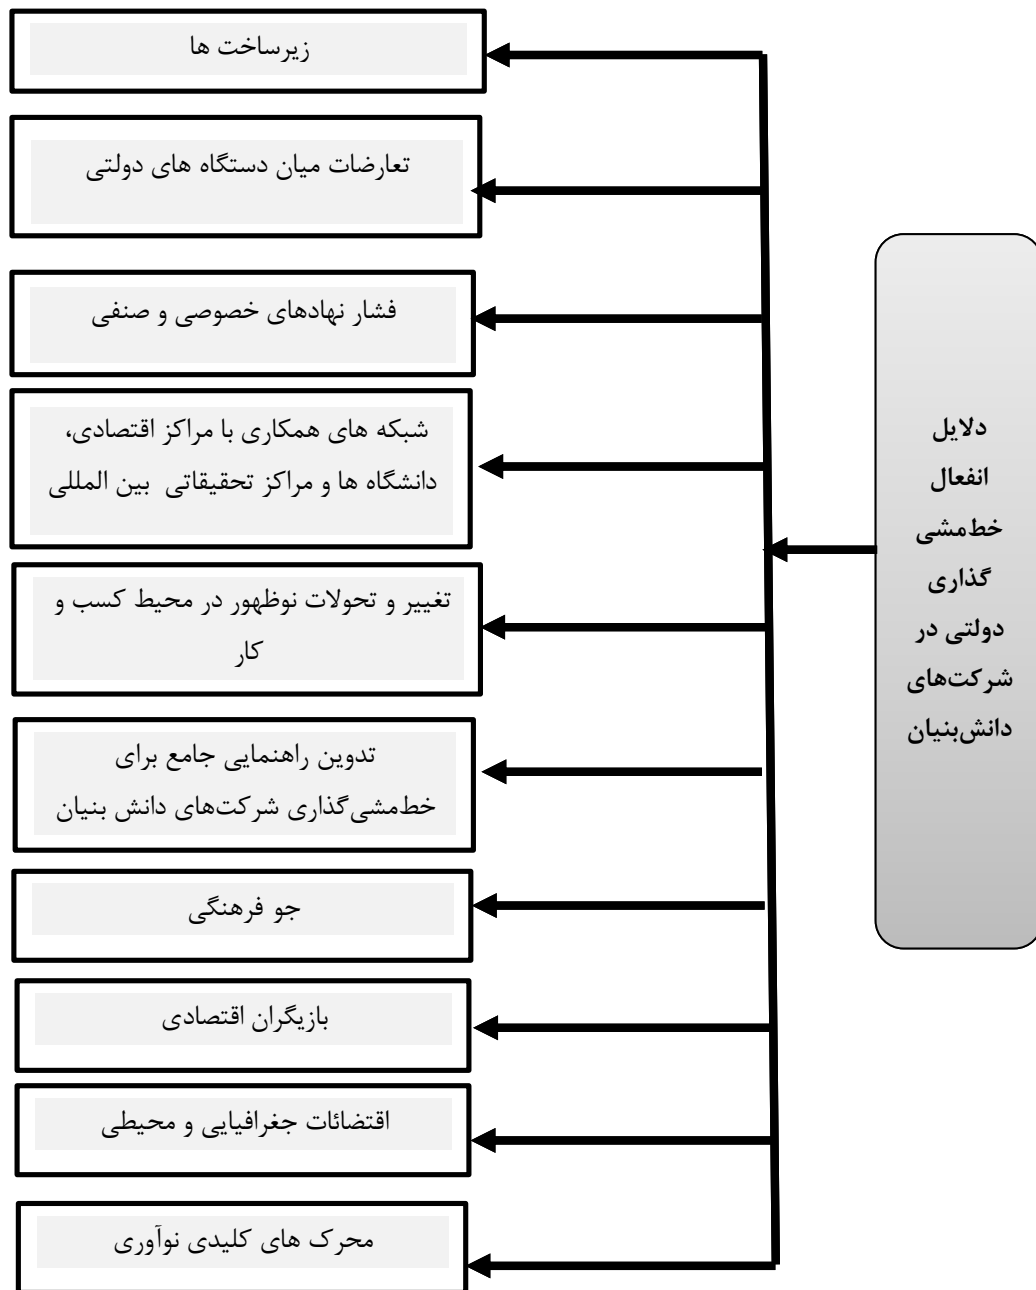 زیرساخت ها
تعارضات میان دستگاه های دولتی
فشار نهادهای خصوصی و صنفی
شبکه های همکاری با مراکز اقتصادی،
دانشگاه ها و مراکز تحقیقاتی بین المللی
تغییر و تحولات نوظهور در محیط کسب و
کار
تدوین راهنمایی جامع برای
خط‌مشی‌گذاری شرکت‌های دانش بنیان
جو فرهنگی
بازیگران اقتصادی
اقتضائات جغرافیایی و محیطی
محرک های کلیدی نوآوری
دلایل
انفعال
خط‌مشی
گذاری
دولتی در
شرکت‌های
دانش‌بنیان